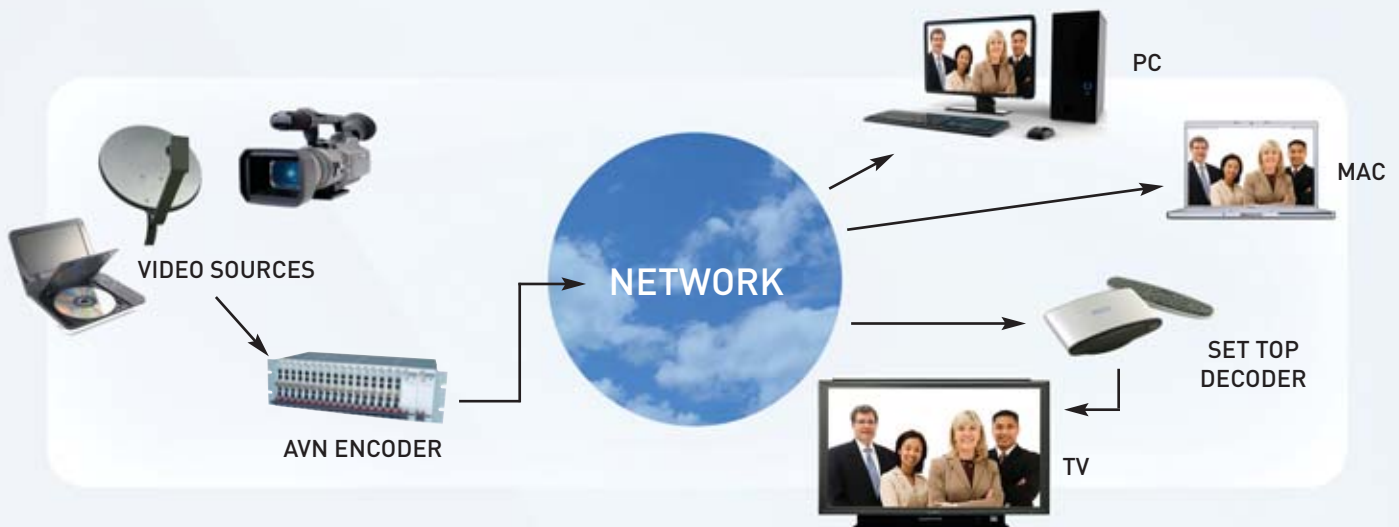 PC
MAC
VIDEO SOURCES
NETWORK
SET TOP
DECODER
AVN ENCODER
TV